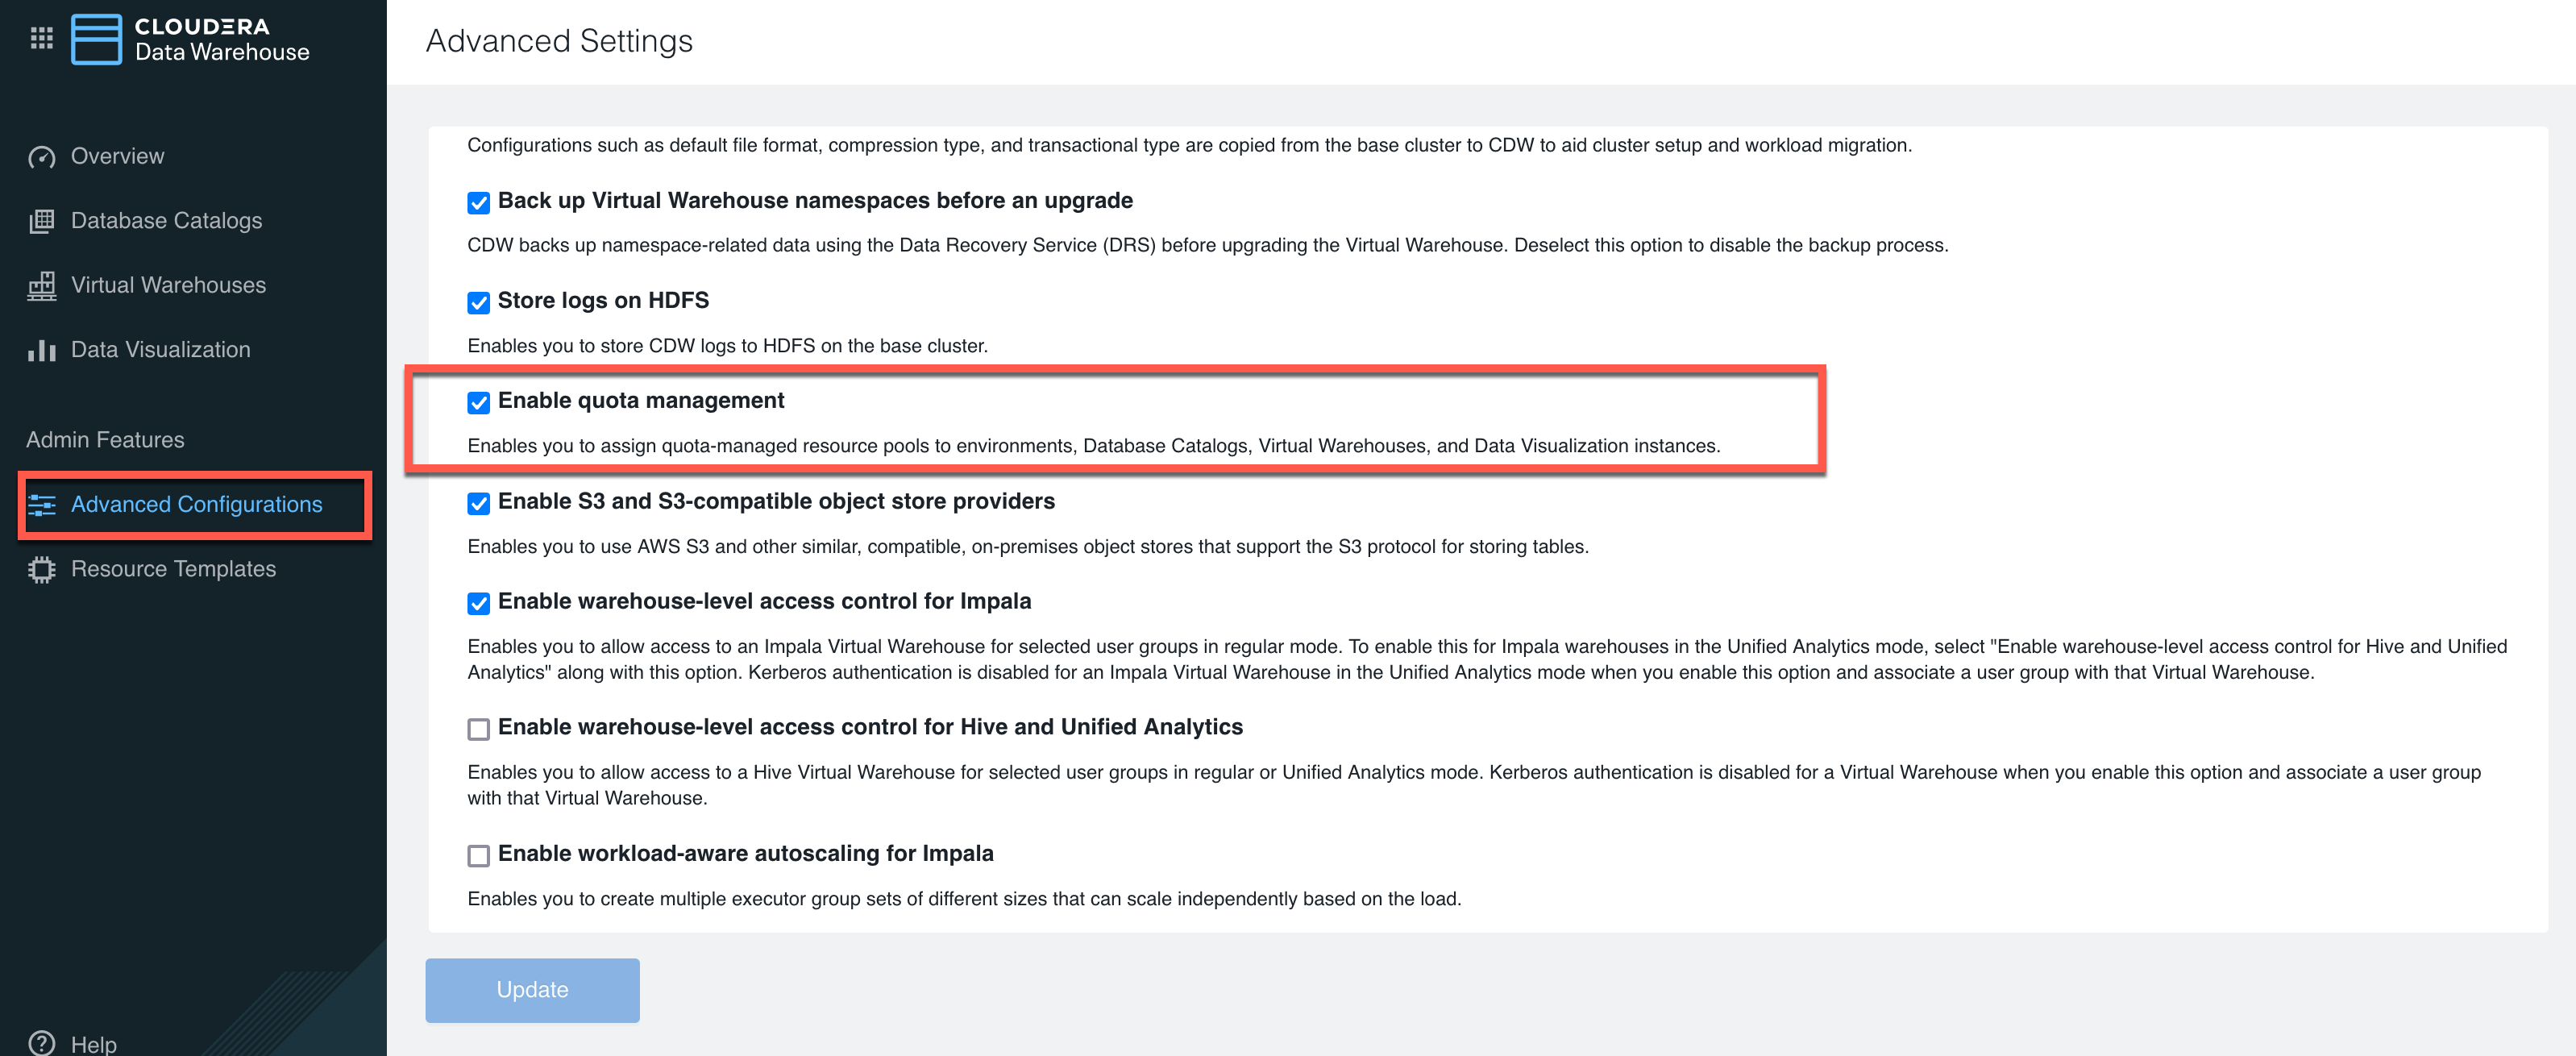 CLOUDERA
Data Warehouse
Overview
Database Catalogs
Virtual Warehouses
Data Visualization
Admin Features
Advanced Configurations
Resource Templates
Help
Advanced Settings
Configurations such as default file format, compression type, and transactional type are copied from the base cluster to CDW to aid cluster setup and workload migration.
Back up Virtual Warehouse namespaces before an upgrade
CDW backs up namespace-related data using the Data Recovery Service (DRS) before upgrading the Virtual Warehouse. Deselect this option to disable the backup process.
Store logs on HDFS
Enables you to store CDW logs to HDFS on the base cluster.
Enable quota management
Enables you to assign quota-managed resource pools to environments, Database Catalogs, Virtual Warehouses, and Data Visualization instances.
Enable S3 and S3-compatible object store providers
Enables you to use AWS S3 and other similar, compatible, on-premises object stores that support the S3 protocol for storing tables.
Enable warehouse-level access control for Impala
Enables you to allow access to an Impala Virtual Warehouse for selected user groups in regular mode. To enable this for Impala warehouses in the Unified Analytics mode, select "Enable warehouse-level access control for Hive and Unified
Analytics" along with this option. Kerberos authentication is disabled for an Impala Virtual Warehouse in the Unified Analytics mode when you enable this option and associate a user group with that Virtual Warehouse.
Enable warehouse-level access control for Hive and Unified Analytics
Enables you to allow access to a Hive Virtual Warehouse for selected user groups in regular or Unified Analytics mode. Kerberos authentication is disabled for a Virtual Warehouse when you enable this option and associate a user group
with that Virtual Warehouse.
Enable workload-aware autoscaling for Impala
Enables you to create multiple executor group sets of different sizes that can scale independently based on the load.
Update